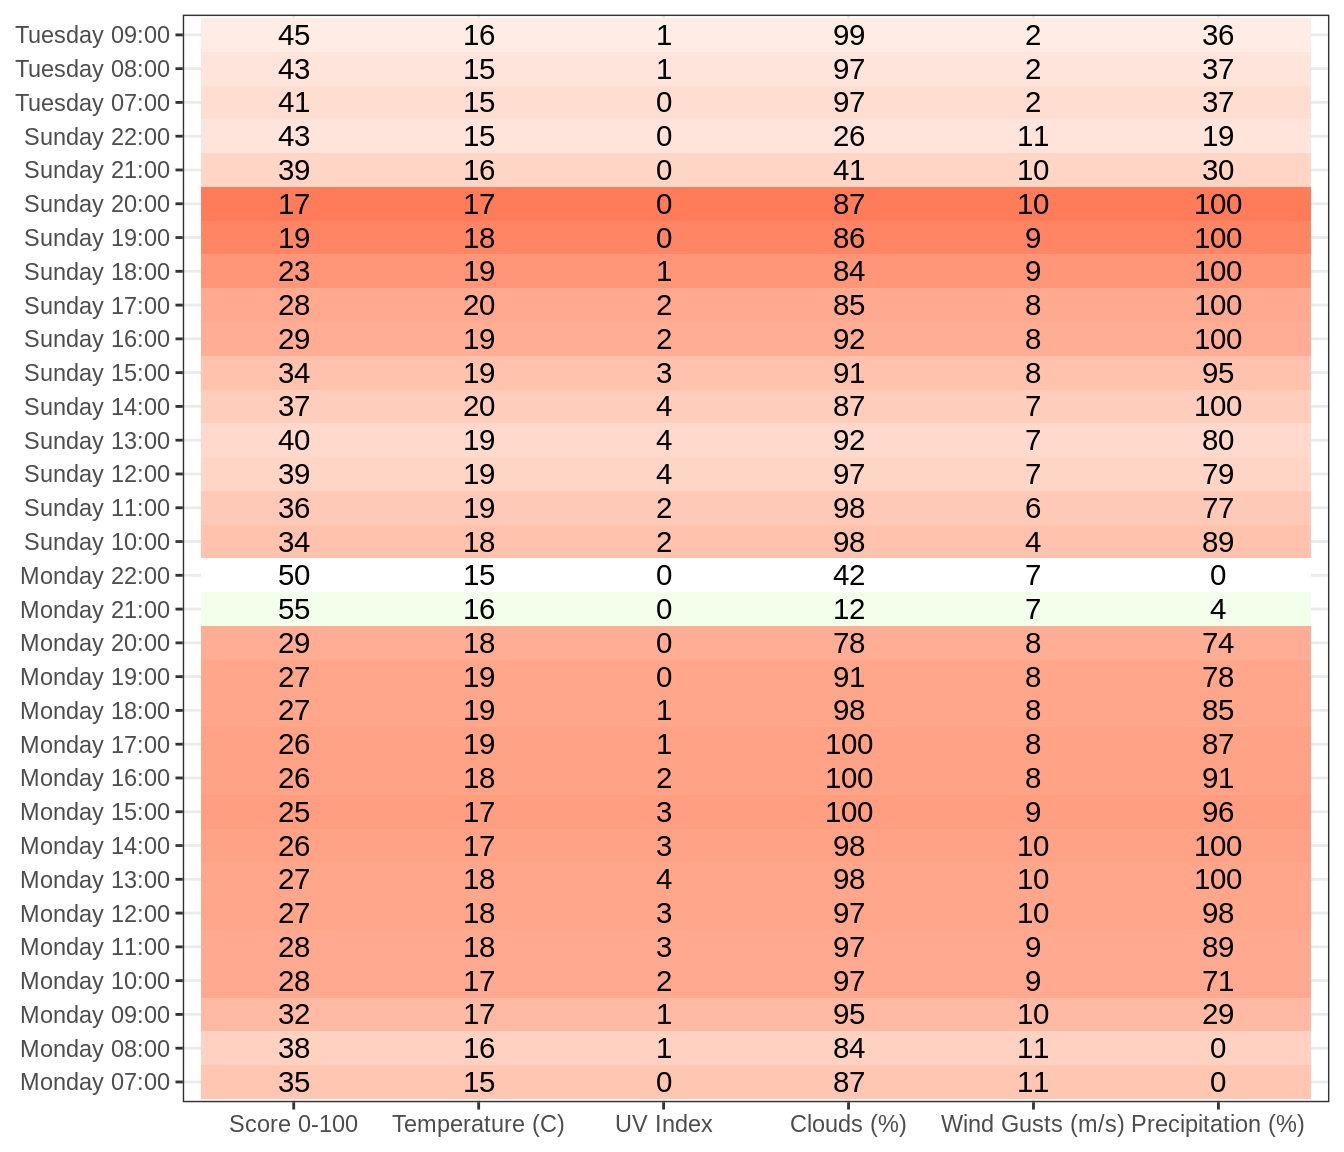 Tuesday 09:00 45 16 1 99 2 36
Tuesday 08:00 43 15 1 97 2 37
Tuesday 07:00 41 15 0 97 2 37
Sunday 22:00 43 15 0 26 11 19
Sunday 21:00 39 16 0 41 10 30
Sunday 20:00 17 17 0 87 10 100
Sunday 19:00 19 18 0 86 9 100
Sunday 18:00 23 19 1 84 9 100
Sunday 17:00 28 20 2 85 8 100
Sunday 16:00 29 19 2 92 8 100
Sunday 15:00 34 19 3 91 8 95
Sunday 14:00 37 20 4 87 7 100
Sunday 13:00 40 19 4 92 7 80
Sunday 12:00 39 19 4 97 7 79
Sunday 11:00 36 19 2 98 6 77
Sunday 10:00 34 18 2 98 4 89
Monday 22:00 50 15 0 42 7 0
Monday 21:00 55 16 0 12 7 4
Monday 20:00 29 18 0 78 8 74
Monday 19:00 27 19 0 91 8 78
Monday 18:00 27 19 1 98 8 85
Monday 17:00 26 19 1 100 8 87
Monday 16:00 26 18 2 100 8 91
Monday 15:00 25 17 3 100 9 96
Monday 14:00 26 17 3 98 10 100
Monday 13:00 27 18 4 98 10 100
Monday 12:00 27 18 3 97 10 98
Monday 11:00 28 18 3 97 9 89
Monday 10:00 28 17 2 97 9 71
Monday 09:00 32 17 1 95 10 29
Monday 08:00 38 16 1 84 11 0
Monday 07:00 35 15 0 87 11 0
Score 0-100 Temperature (C) UV Index Clouds (%) Wind Gusts (m/s) Precipitation (%)